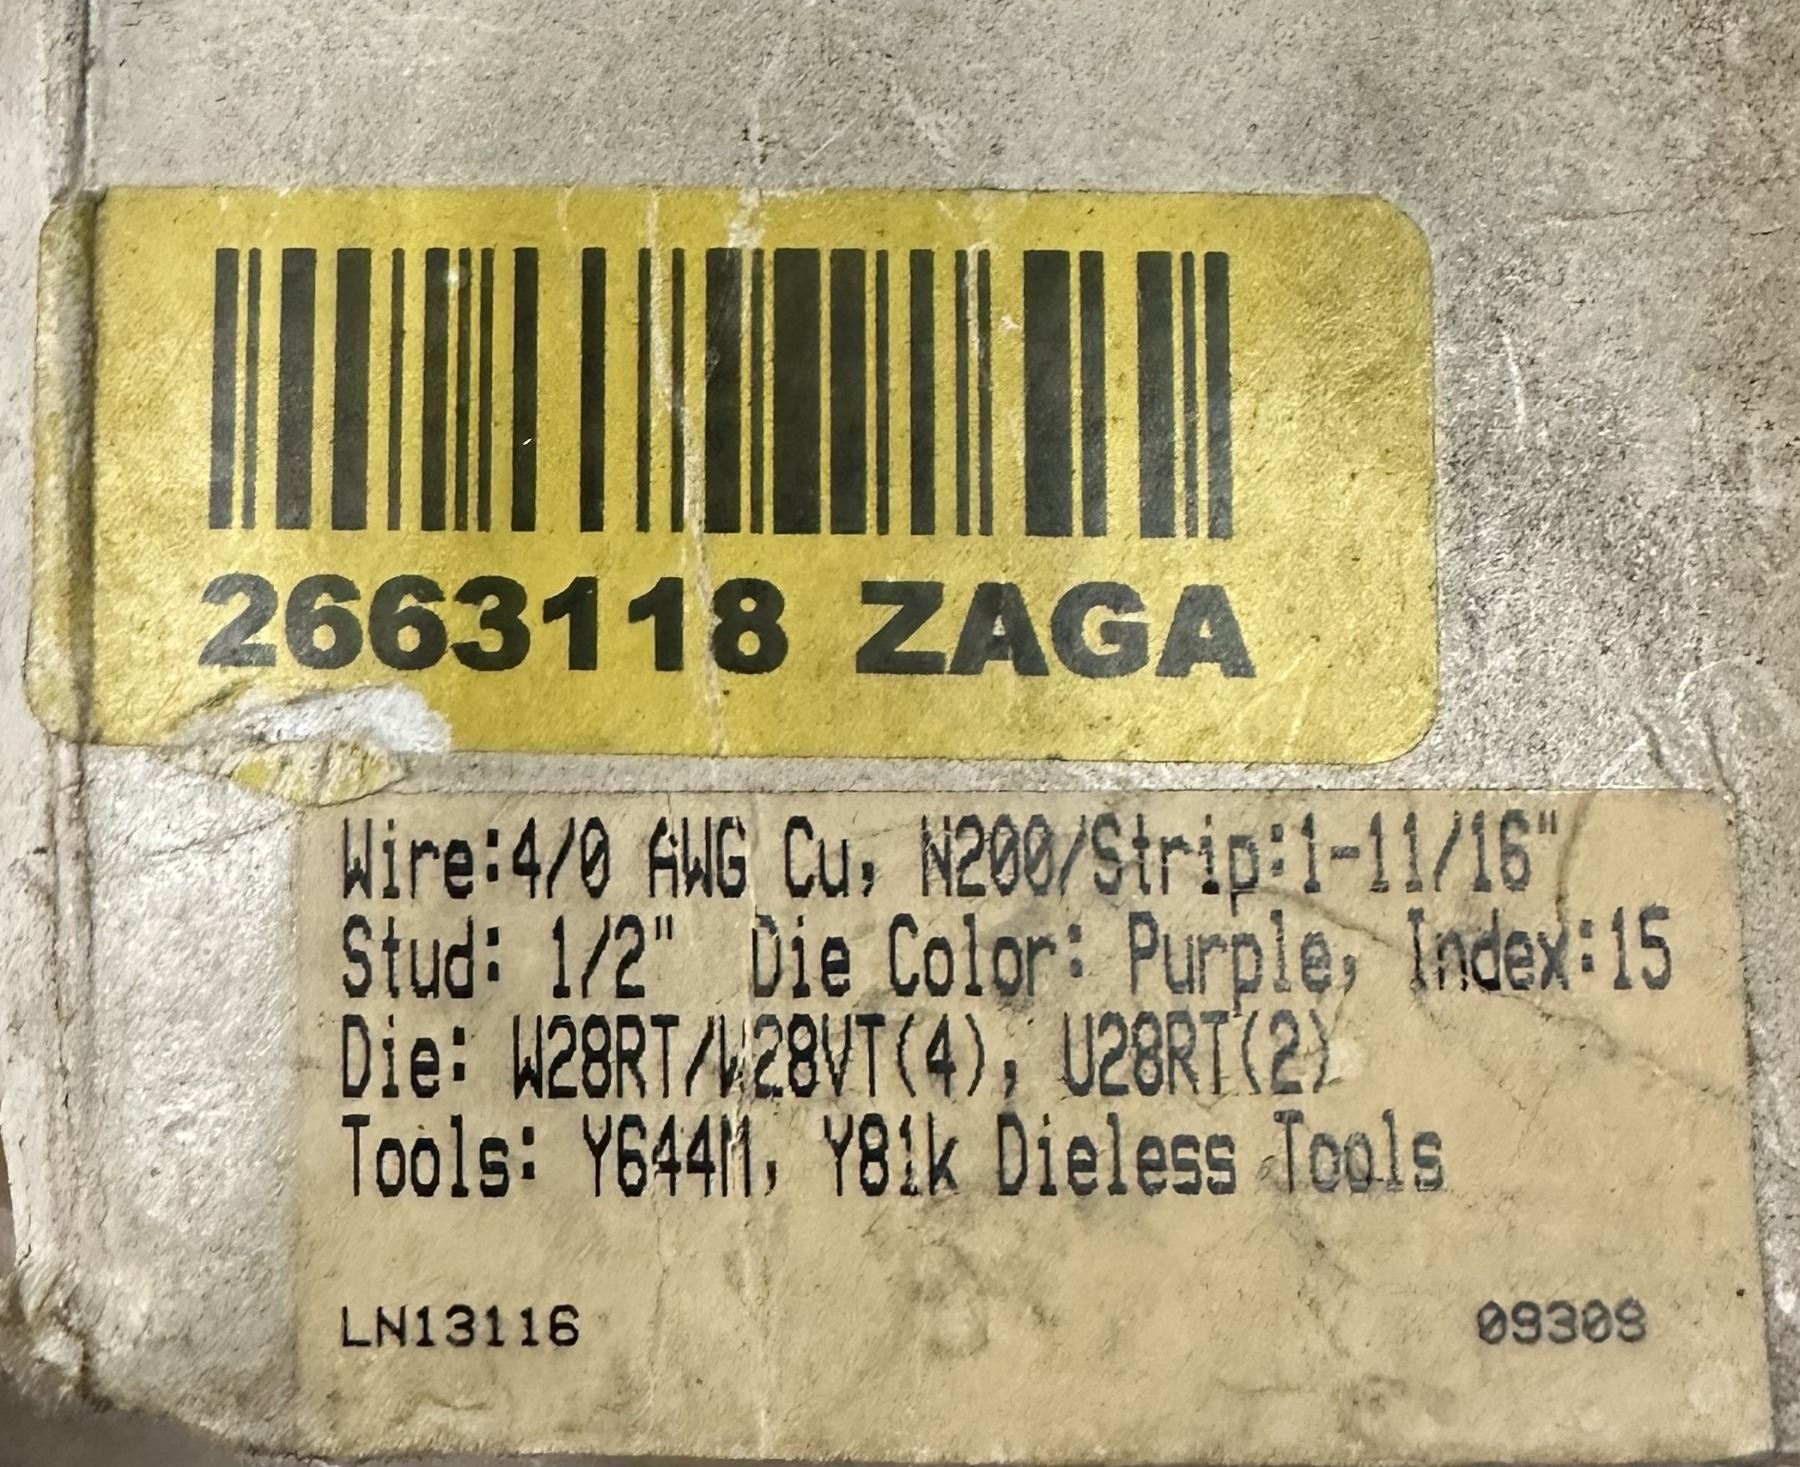 2663118 ZAGA
Wire:4/0 AWG Cu, N200/Strip:1-11/16"
Stud: 1/2" Die Color: Purple, Index:15
Die: W28RT/W28VT(4), U28RT(2)
Tools: Y644M, Y81k Dieless Tools
LN13116 09309